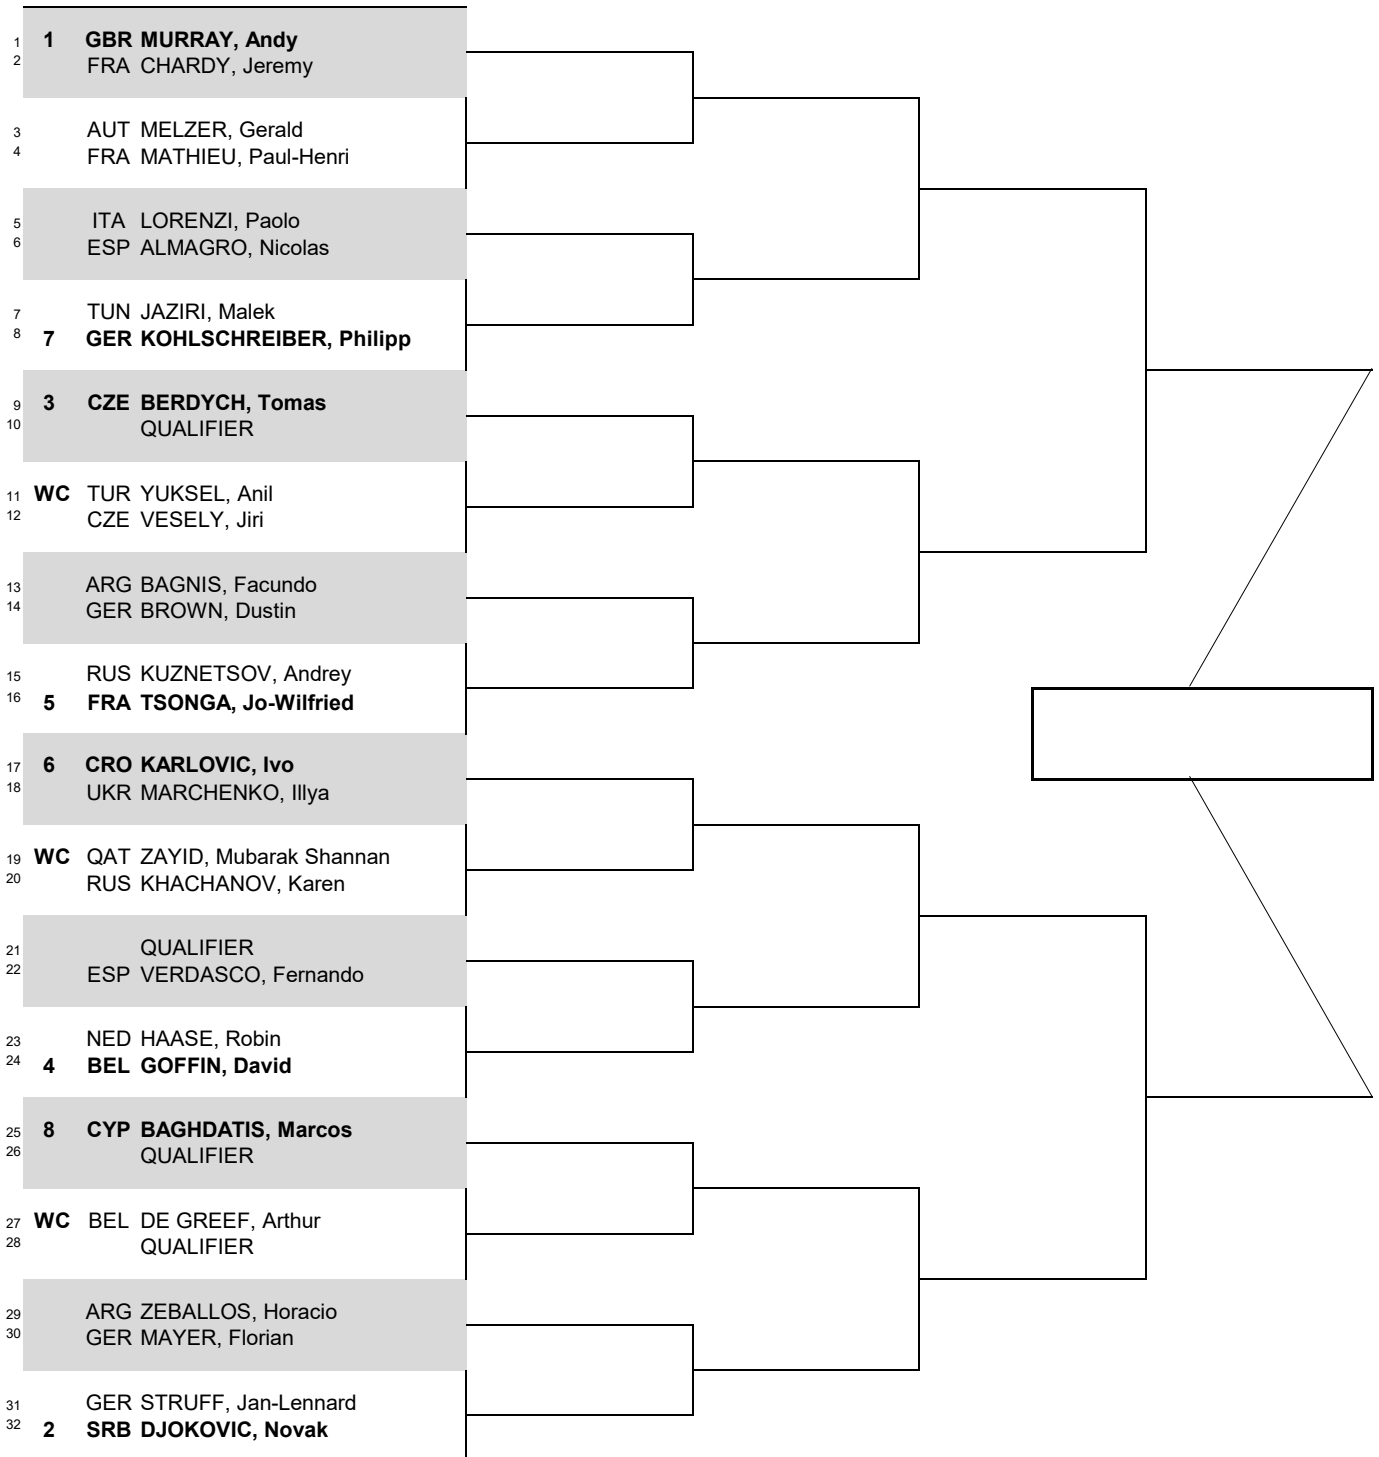 1 1 GBR MURRAY, Andy
2 FRA CHARDY, Jeremy
3 AUT MELZER, Gerald
4 FRA MATHIEU, Paul-Henri
5 ITA LORENZI, Paolo
6 ESP ALMAGRO, Nicolas
7 TUN JAZIRI, Malek
8 7 GER KOHLSCHREIBER, Philipp
9 3 CZE BERDYCH, Tomas
10 QUALIFIER
11 WC TUR YUKSEL, Anil
12 CZE VESELY, Jiri
13 ARG BAGNIS, Facundo
14 GER BROWN, Dustin
15 RUS KUZNETSOV, Andrey
16 5 FRA TSONGA, Jo-Wilfried
17 6 CRO KARLOVIC, Ivo
18 UKR MARCHENKO, Illya
19 WC QAT ZAYID, Mubarak Shannan
20 RUS KHACHANOV, Karen
21 QUALIFIER
22 ESP VERDASCO, Fernando
23 NED HAASE, Robin
24 4 BEL GOFFIN, David
25 8 CYP BAGHDATIS, Marcos
26 QUALIFIER
27 WC BEL DE GREEF, Arthur
28 QUALIFIER
29 ARG ZEBALLOS, Horacio
30 GER MAYER, Florian
31 GER STRUFF, Jan-Lennard
32 2 SRB DJOKOVIC, Novak